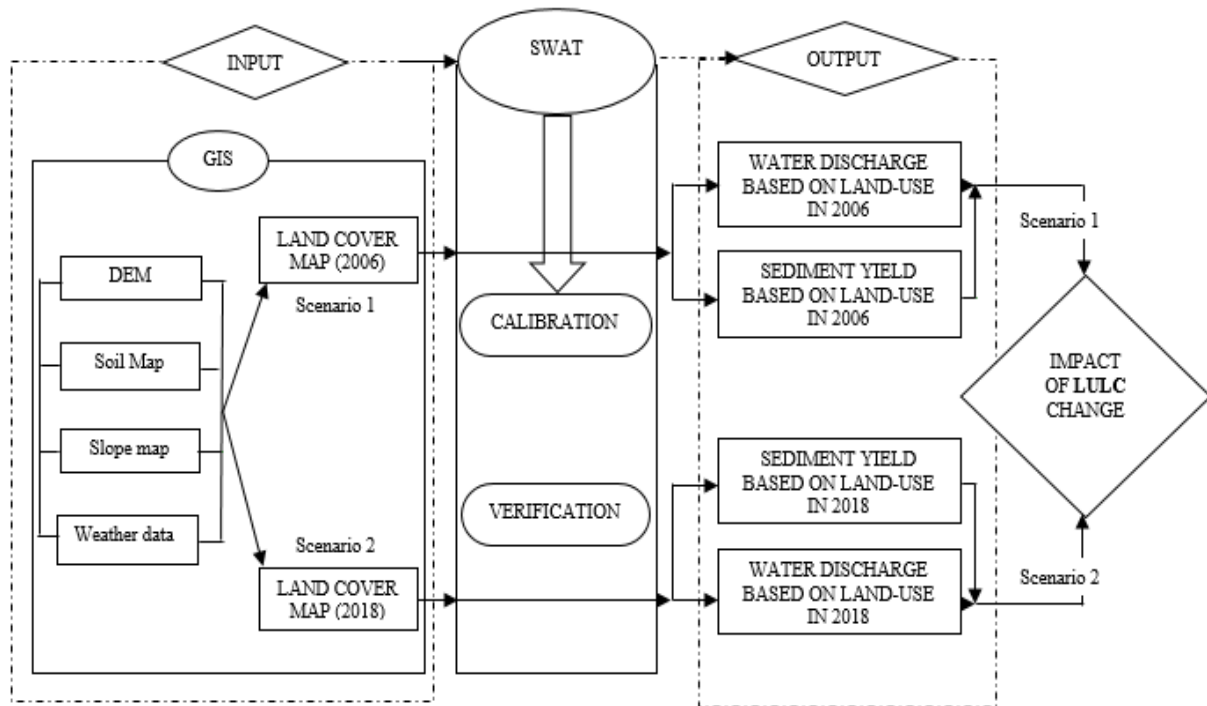 INPUT
SWAT
OUTPUT
GIS
DEM
Soil Map
Slope map
Weather data
LAND COVER
MAP (2006)
Scenario 1
Scenario 2
LAND COVER
MAP (2018)
CALIBRATION
VERIFICATION
WATER DISCHARGE
BASED ON LAND-USE
IN 2006
SEDIMENT YIELD
BASED ON LAND-USE
IN 2006
SEDIMENT YIELD
BASED ON LAND-USE
IN 2018
WATER DISCHARGE
BASED ON LAND-USE
IN 2018
Scenario 1
IMPACT
OF LULC
CHANGE
Scenario 2